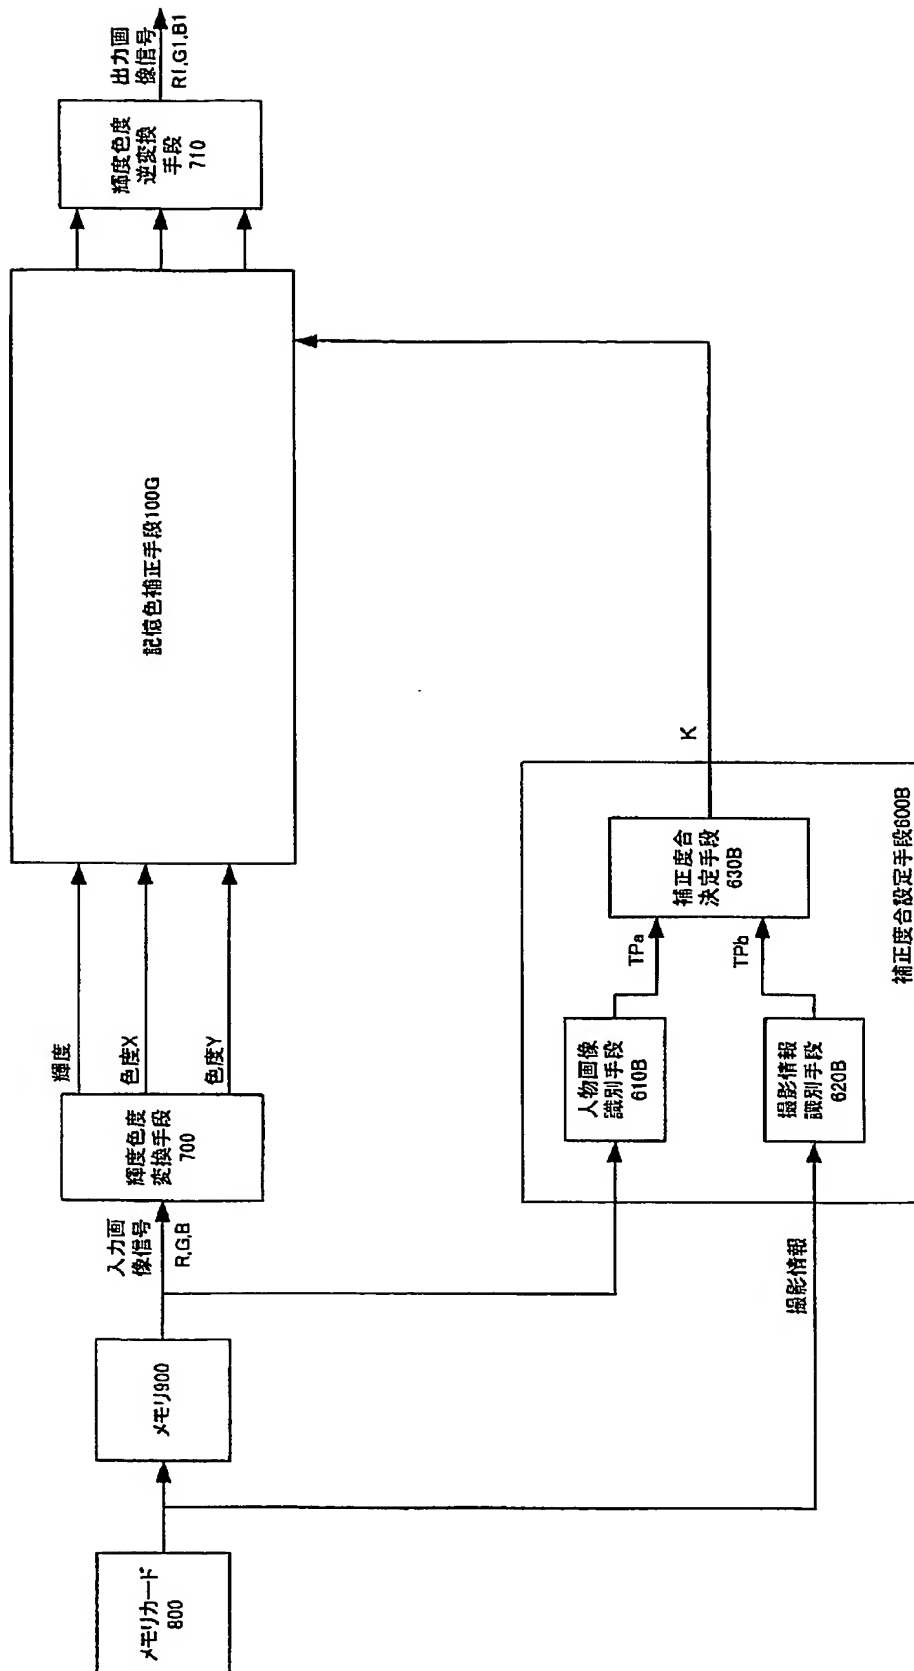 メモリカード
800
メモリ900
入力画
像信号
R,G,B
輝度色度
変換手段
700
輝度
色度X
色度Y
記憶色補正手段100G
輝度色度
逆変換
手段
710
出力画
像信号
R1,G1,B1
撮影情報
人物画像
識別手段
610B
撮影情報
識別手段
620B
TPa
TPb
補正度合
決定手段
630B
K
補正度合設定手段600B